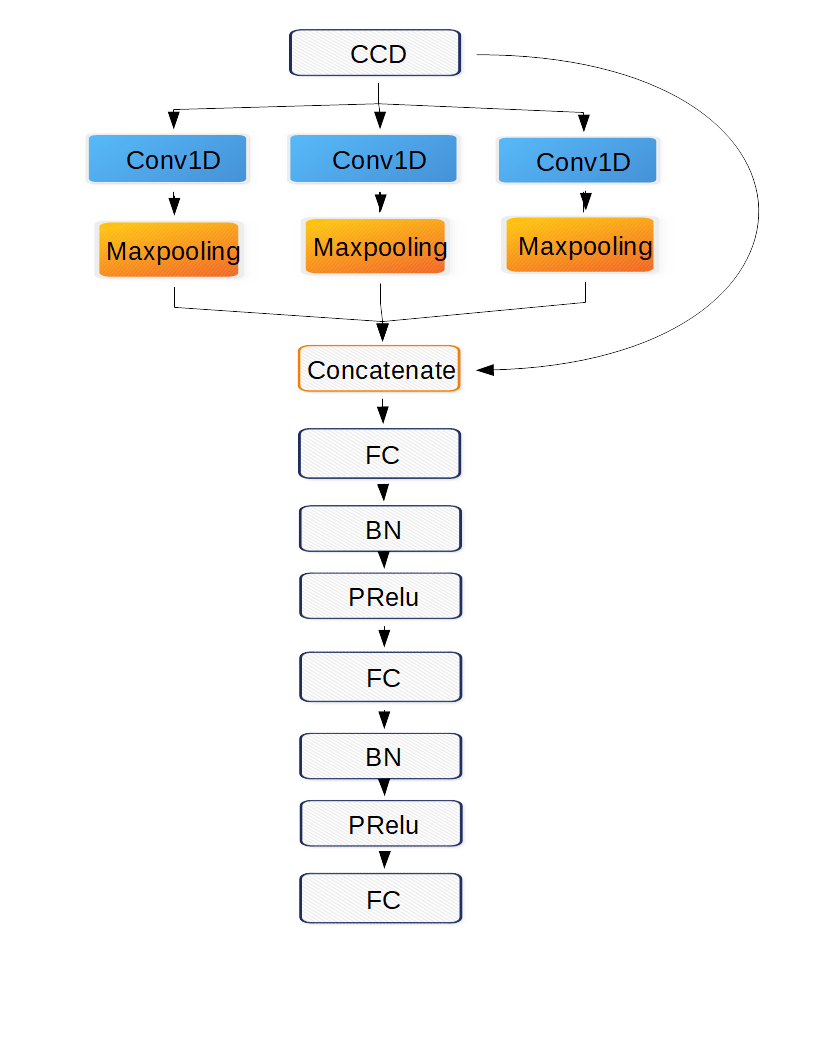 CCD
Conv1D
Conv1D
Conv1D
Maxpooling
Maxpooling
Maxpooling
Concatenate
FC
BN
PRelu
FC
BN
PRelu
FC